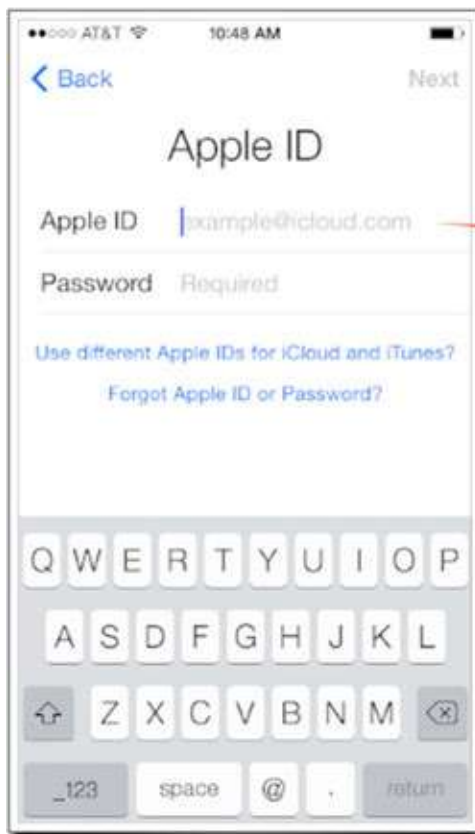 AT&T 10:48 AM
Back Next
Apple ID
Apple ID example@icloud.com
Password Required
Use different Apple IDs for iCloud and iTunes?
Forgot Apple ID or Password?
Q W E R T Y U I O P
A S D F G H J K L
Z X C V B N M
_123 space @ . return